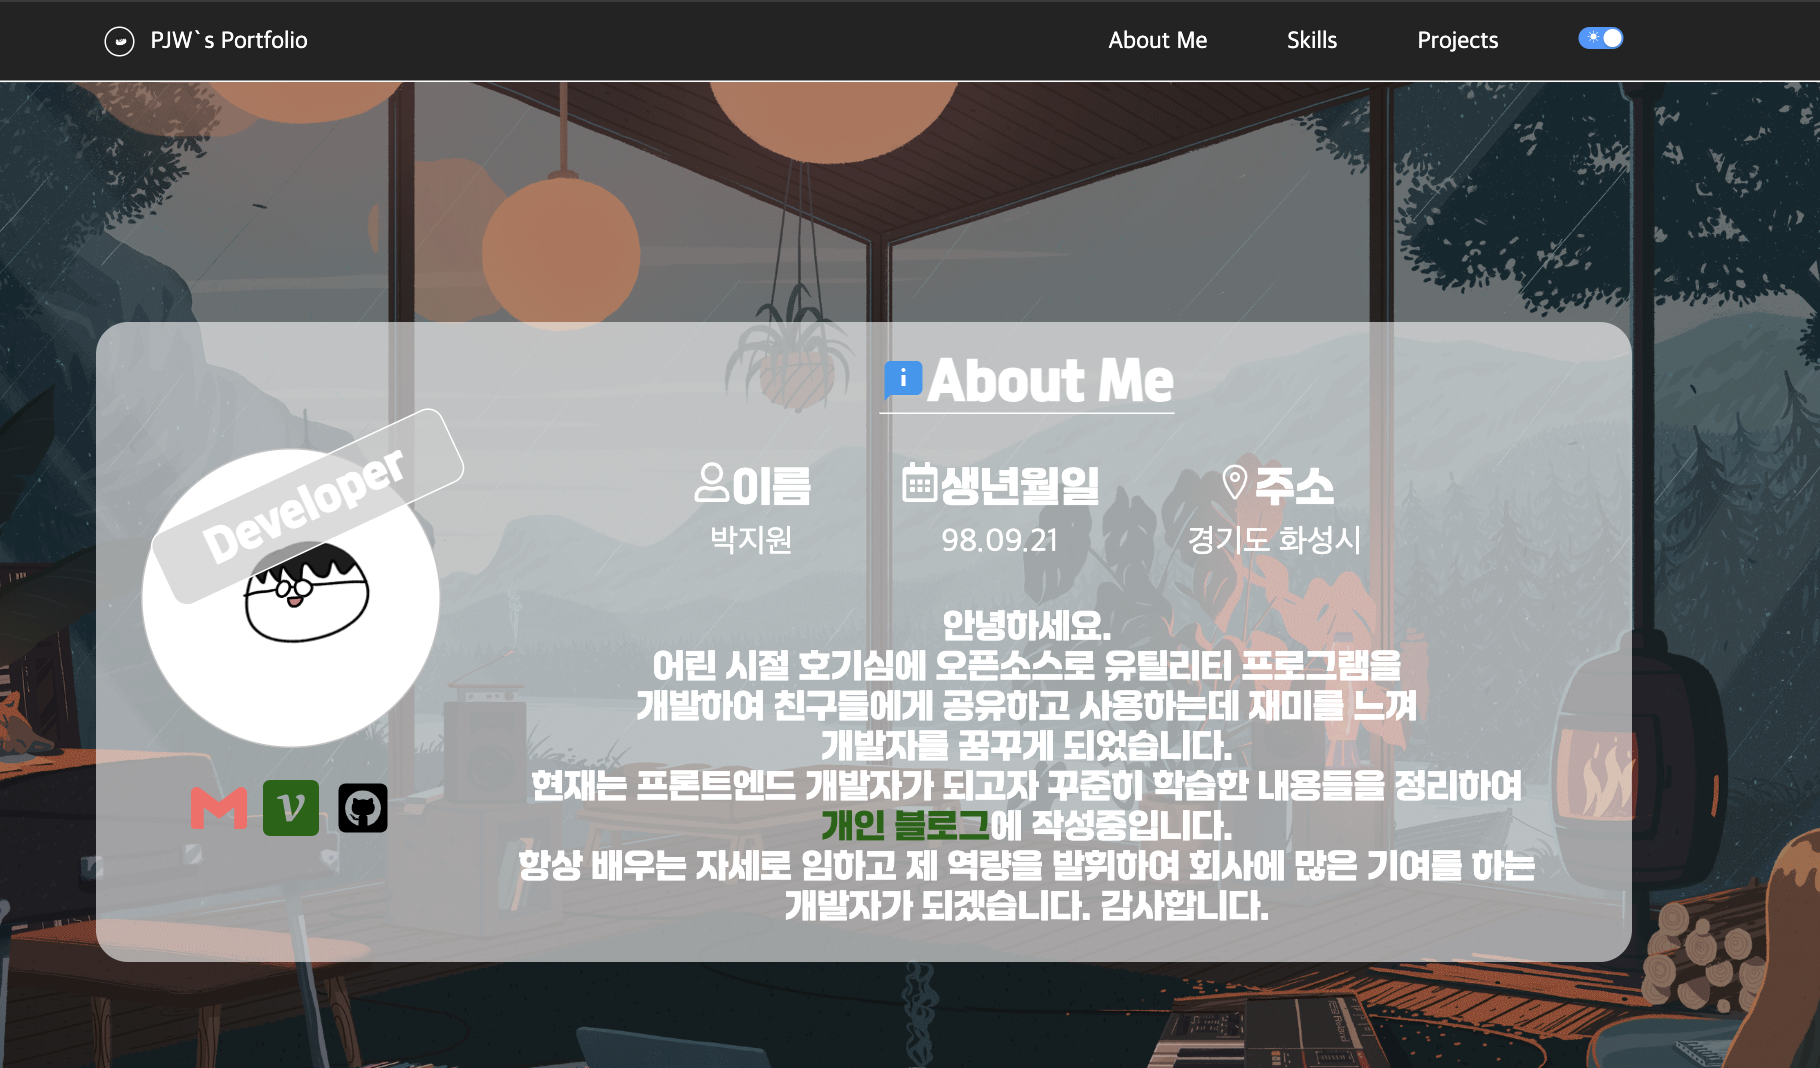 PJW`s Portfolio
About Me
Skills
Projects
i About Me
Developer
이름
생년월일
주소
박지원
98.09.21
경기도 화성시
안녕하세요.
어린 시절 호기심에 오픈소스로 유틸리티 프로그램을
개발하여 친구들에게 공유하고 사용하는데 재미를 느껴
개발자를 꿈꾸게 되었습니다.
현재는 프론트엔드 개발자가 되고자 꾸준히 학습한 내용들을 정리하여
개인 블로그에 작성중입니다.
항상 배우는 자세로 임하고 제 역량을 발휘하여 회사에 많은 기여를 하는
개발자가 되겠습니다. 감사합니다.
M
v